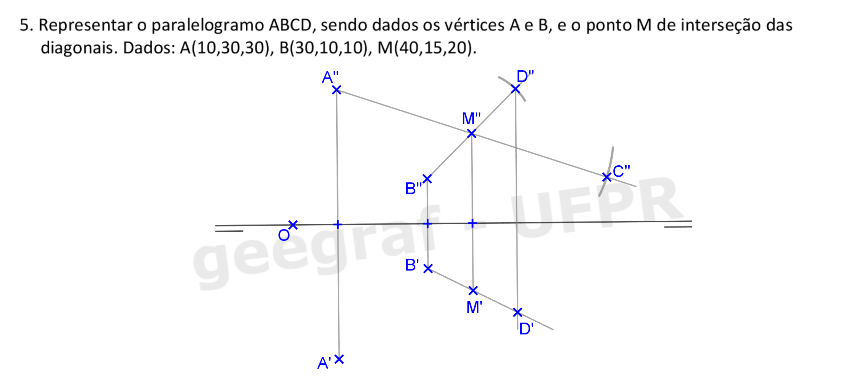 5. Representar o paralelogramo ABCD, sendo dados os vértices A e B, e o ponto M de interseção das
diagonais. Dados: A(10,30,30), B(30,10,10), M(40,15,20).
A" D"
M"
C"
B"
O
geegraf - UFPR
B'
M'
D'
A'